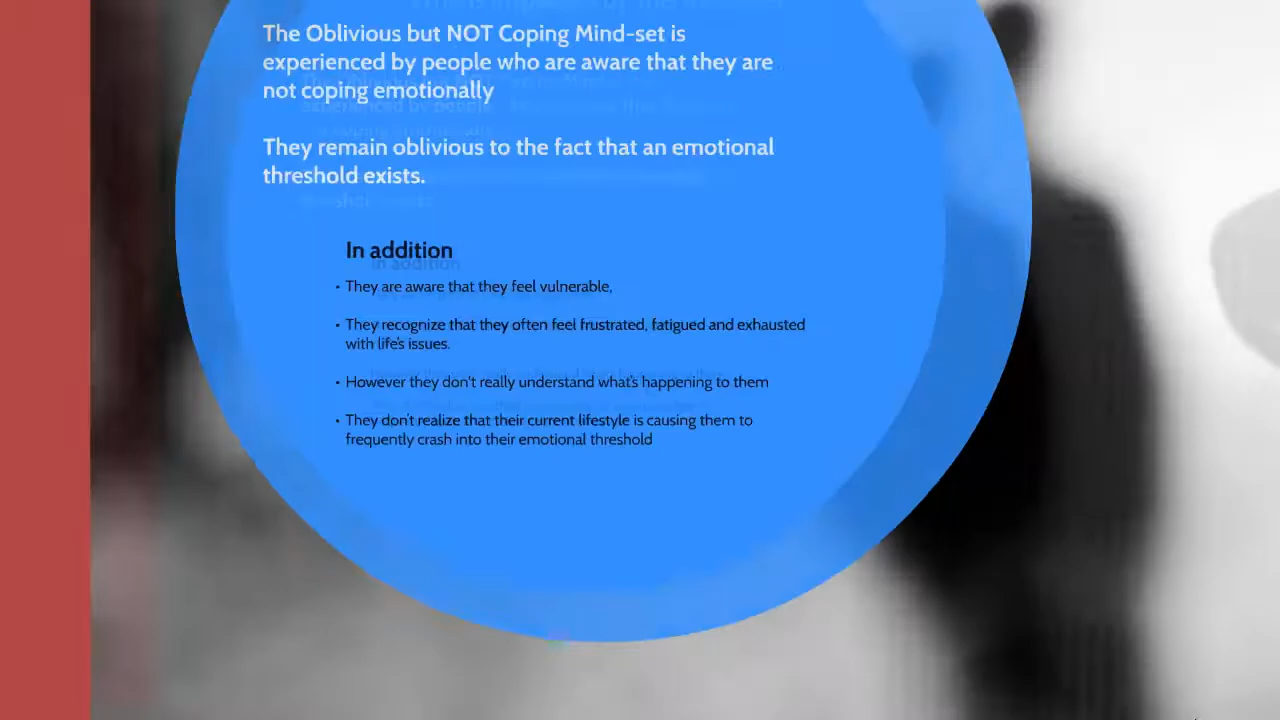 The Oblivious but NOT Coping Mind-set is
experienced by people who are aware that they are
not coping emotionally
They remain oblivious to the fact that an emotional
threshold exists.
In addition
• They are aware that they feel vulnerable,
• They recognize that they often feel frustrated, fatigued and exhausted
with life's issues.
• However they don't really understand what's happening to them
• They don't realize that their current lifestyle is causing them to
frequently crash into their emotional threshold